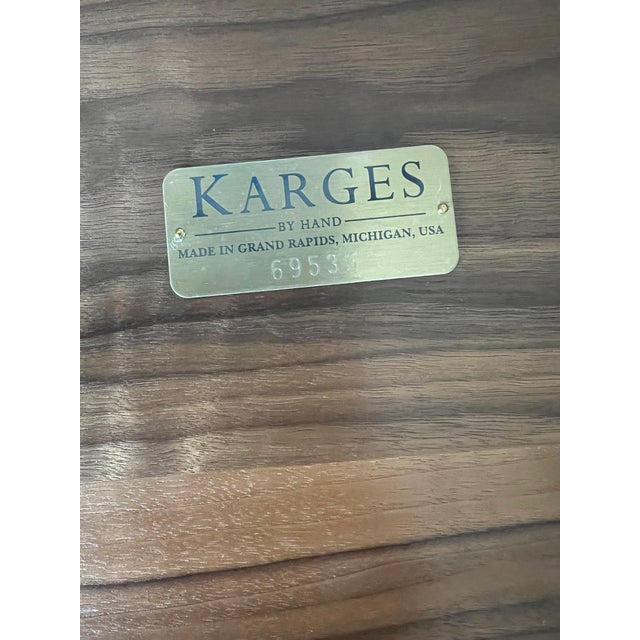 KARGES
BY HAND
MADE IN GRAND RAPIDS, MICHIGAN, USA